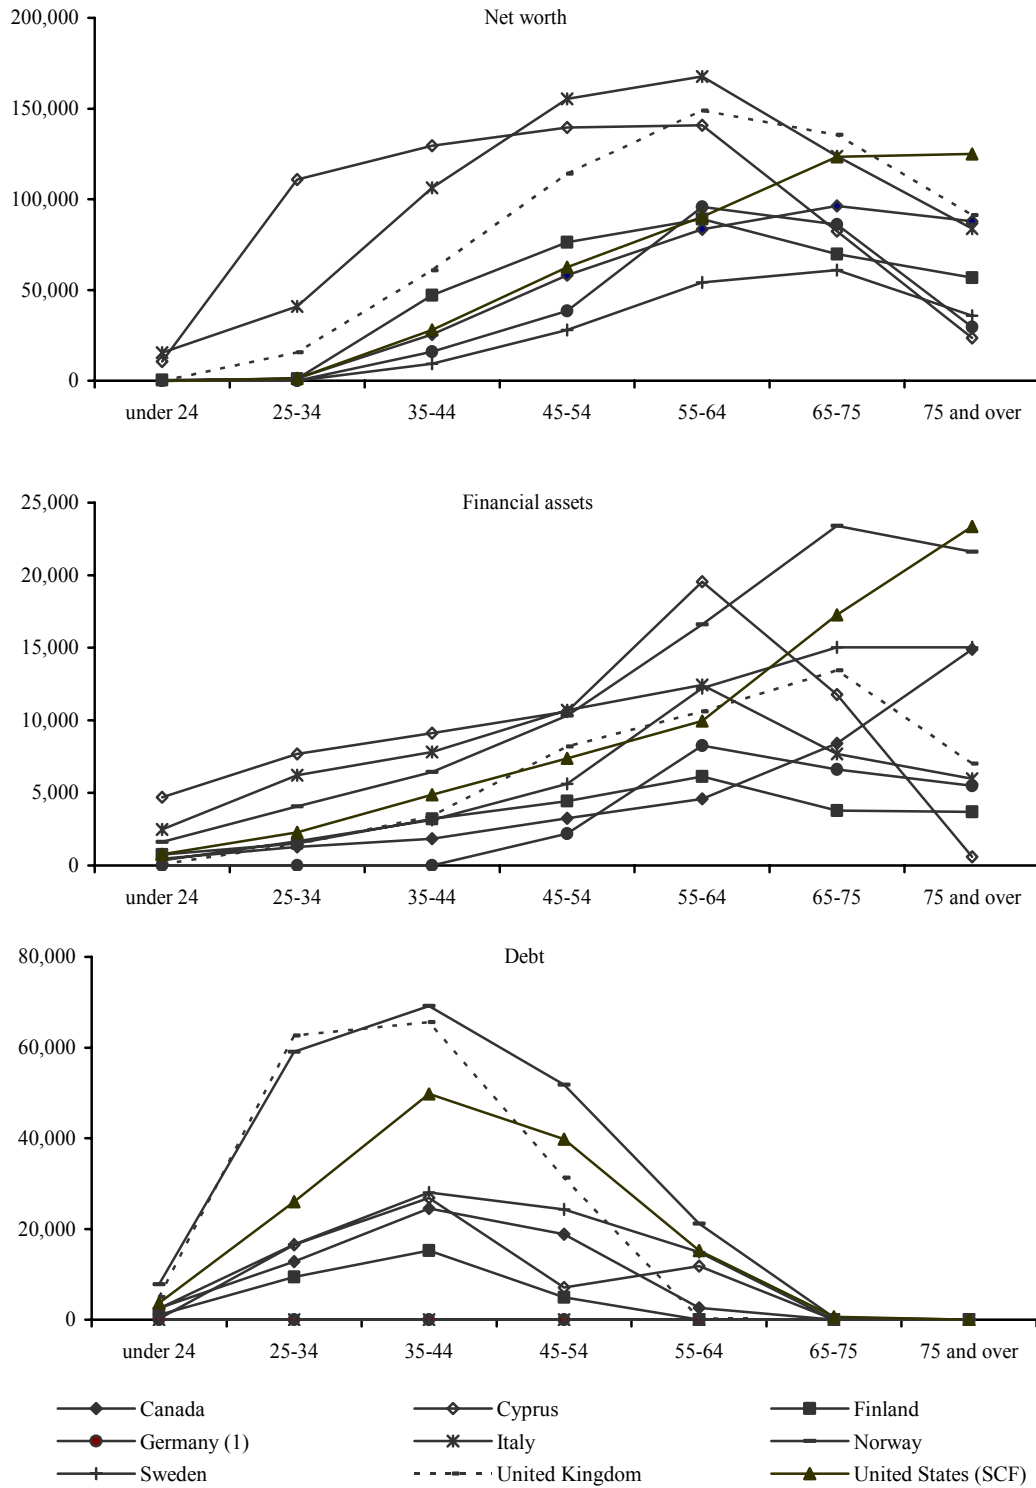 Net worth
200,000
150,000
100,000
50,000
0
under 24 25-34 35-44 45-54 55-64 65-75 75 and over
Financial assets
25,000
20,000
15,000
10,000
5,000
0
under 24 25-34 35-44 45-54 55-64 65-75 75 and over
Debt
80,000
60,000
40,000
20,000
0
under 24 25-34 35-44 45-54 55-64 65-75 75 and over
Canada Cyprus Finland
Germany (1) Italy Norway
Sweden United Kingdom United States (SCF)